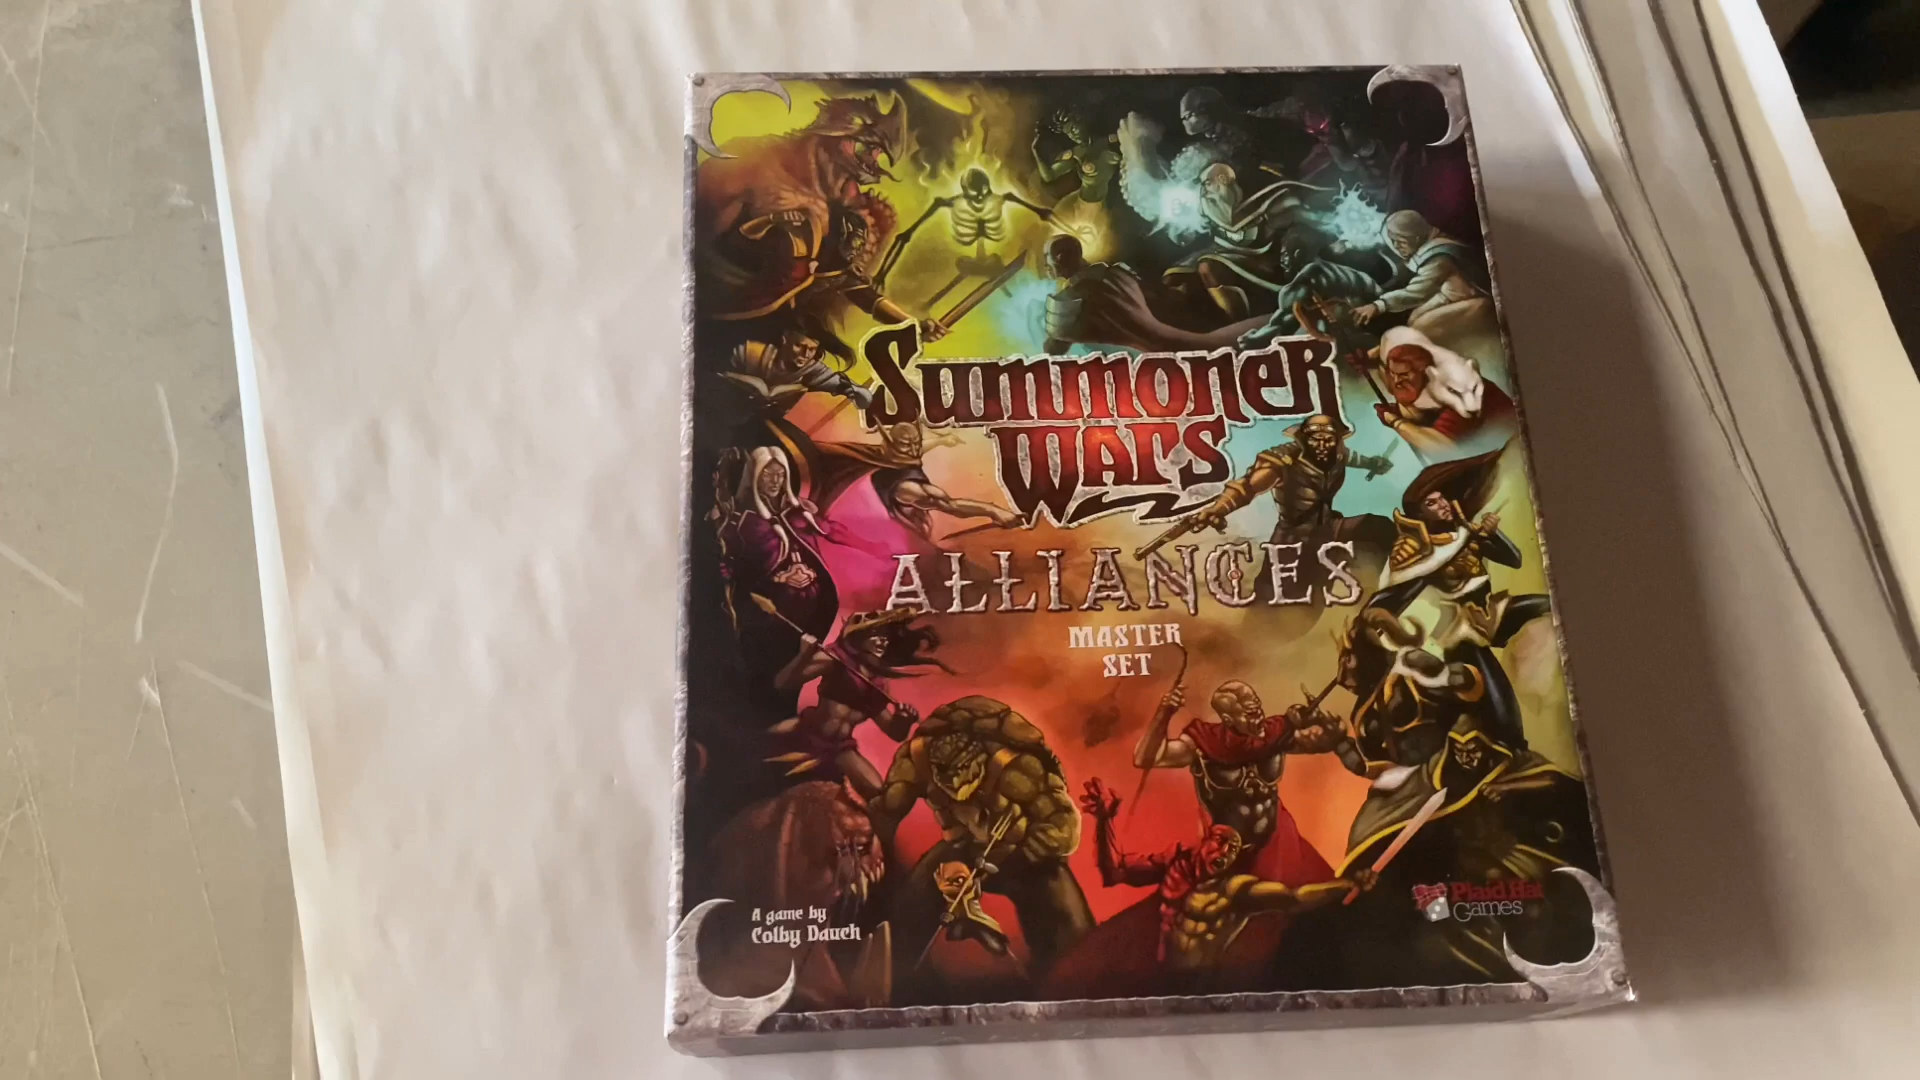 Summoner
Wars
ALLIANCES
MASTER
SET
A game by
Colby Dauch
Plaid Hat
Games